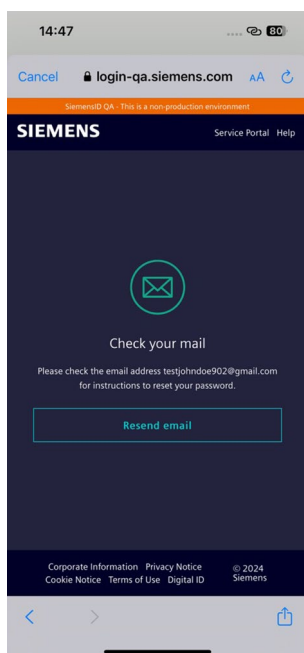 14:47
80
Cancel
login-qa.siemens.com
AA
SiemensID QA - This is a non-production environment
SIEMENS
Service Portal Help
Check your mail
Please check the email address testjohndoe902@gmail.com
for instructions to reset your password.
Resend email
Corporate Information Privacy Notice
Cookie Notice Terms of Use Digital ID
© 2024
Siemens